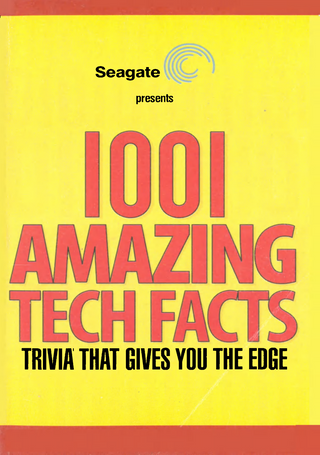 Seagate
presents
1001
AMAZING
TECH FACTS
TRIVIA THAT GIVES YOU THE EDGE